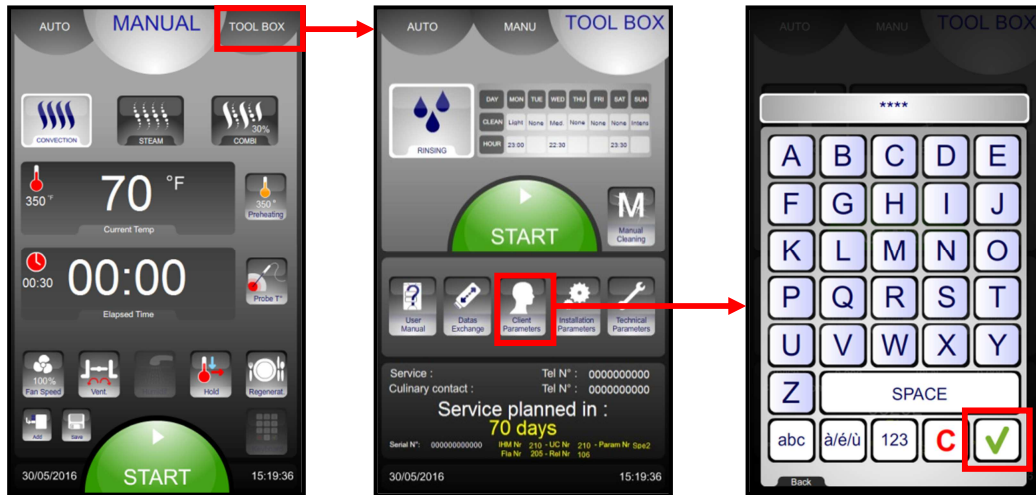 AUTO MANUAL TOOL BOX
CONVECTION STEAM 30% COMBI
350 °F 70 °F 350 °
Preheating
Current Temp
00:30 00:00
Probe T°
Elapsed Time
100%
Fan Speed Vent. Hold Regenerat.
Add Save
START
30/05/2016 15:19:36
AUTO MANU TOOL BOX
DAY MON TUE WED THU FRI SAT SUN
CLEAN Light None Med. None None None Intens
HOUR 23:00 22:30 23:30
RINSING
START
M
Manual
Cleaning
User
Manual
Datas
Exchange
Client
Parameters
Installation
Parameters
Technical
Parameters
Service : Tel N° : 0000000000
Culinary contact : Tel N° : 0000000000
Service planned in :
70 days
Serial N°: 000000000000 IHM Nr 210 - UC Nr 210 - Param Nr Spe2
Fla Nr 205 - Rel Nr 106
30/05/2016 15:19:36
AUTO MANU TOOL BOX
****
A B C D E
F G H I J
K L M N O
P Q R S T
U V W X Y
Z SPACE
abc à/é/ù 123 C
Back